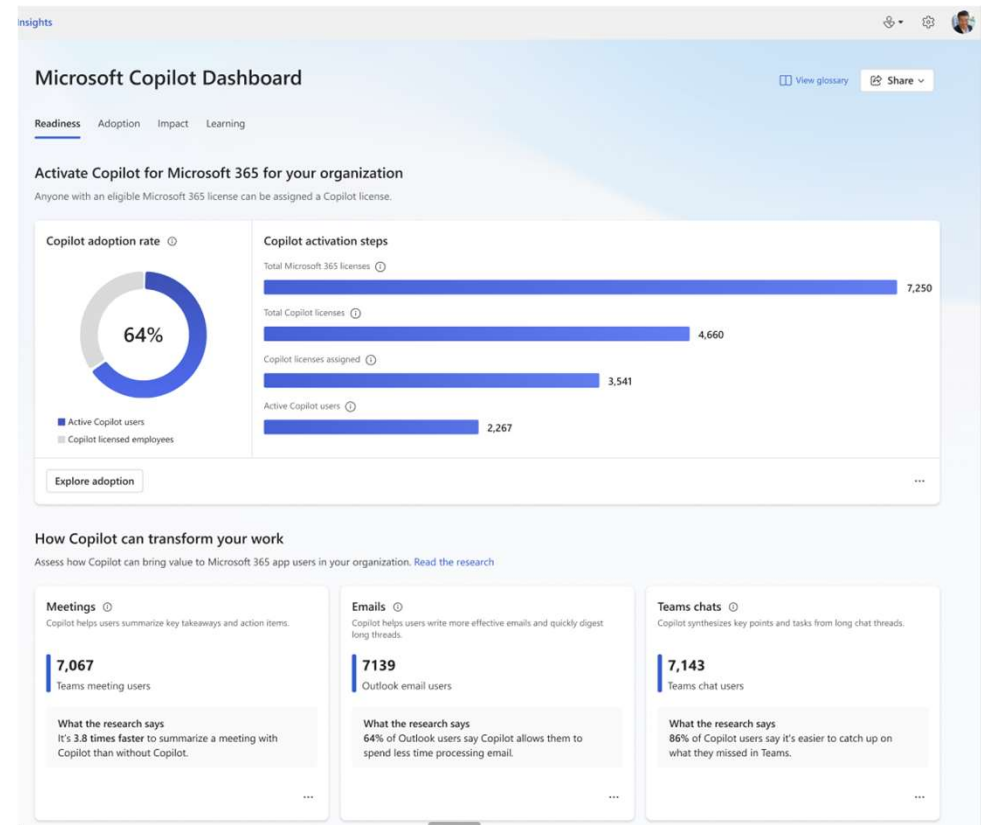 Insights
Microsoft Copilot Dashboard
View glossary
Share
Readiness Adoption Impact Learning
Activate Copilot for Microsoft 365 for your organization
Anyone with an eligible Microsoft 365 license can be assigned a Copilot license.
Copilot adoption rate
64%
Active Copilot users
Copilot licensed employees
Copilot activation steps
Total Microsoft 365 licenses
7,250
Total Copilot licenses
4,660
Copilot licenses assigned
3,541
Active Copilot users
2,267
Explore adoption
How Copilot can transform your work
Assess how Copilot can bring value to Microsoft 365 app users in your organization. Read the research
Meetings
Copilot helps users summarize key takeaways and action items.
7,067
Teams meeting users
What the research says
It's 3.8 times faster to summarize a meeting with
Copilot than without Copilot.
Emails
Copilot helps users write more effective emails and quickly digest
long threads.
7139
Outlook email users
What the research says
64% of Outlook users say Copilot allows them to
spend less time processing email.
Teams chats
Copilot synthesizes key points and tasks from long chat threads.
7,143
Teams chat users
What the research says
86% of Copilot users say it's easier to catch up on
what they missed in Teams.